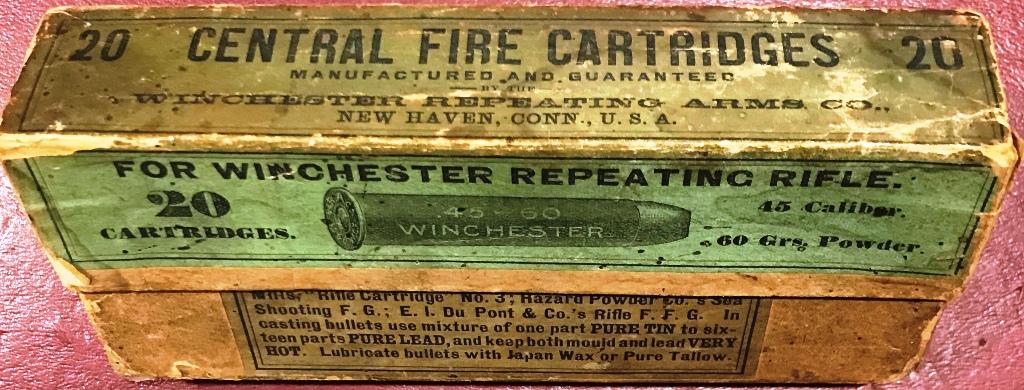 20 CENTRAL FIRE CARTRIDGES 20
MANUFACTURED AND GUARANTEED
BY THE
WINCHESTER REPEATING ARMS CO.,
NEW HAVEN, CONN., U. S. A.
FOR WINCHESTER REPEATING RIFLE.
20
CARTRIDGES.
.45-60
WINCHESTER
45 Caliber.
60 Grs. Powder.
Mills, "Rifle Cartridge" No. 3; Hazard Powder Co.'s Sea
Shooting F. G.; E. I. Du Pont & Co.'s Rifle F. F. G. In
casting bullets use mixture of one part PURE TIN to six-
teen parts PURE LEAD, and keep both mould and lead VERY
HOT. Lubricate bullets with Japan Wax or Pure Tallow.